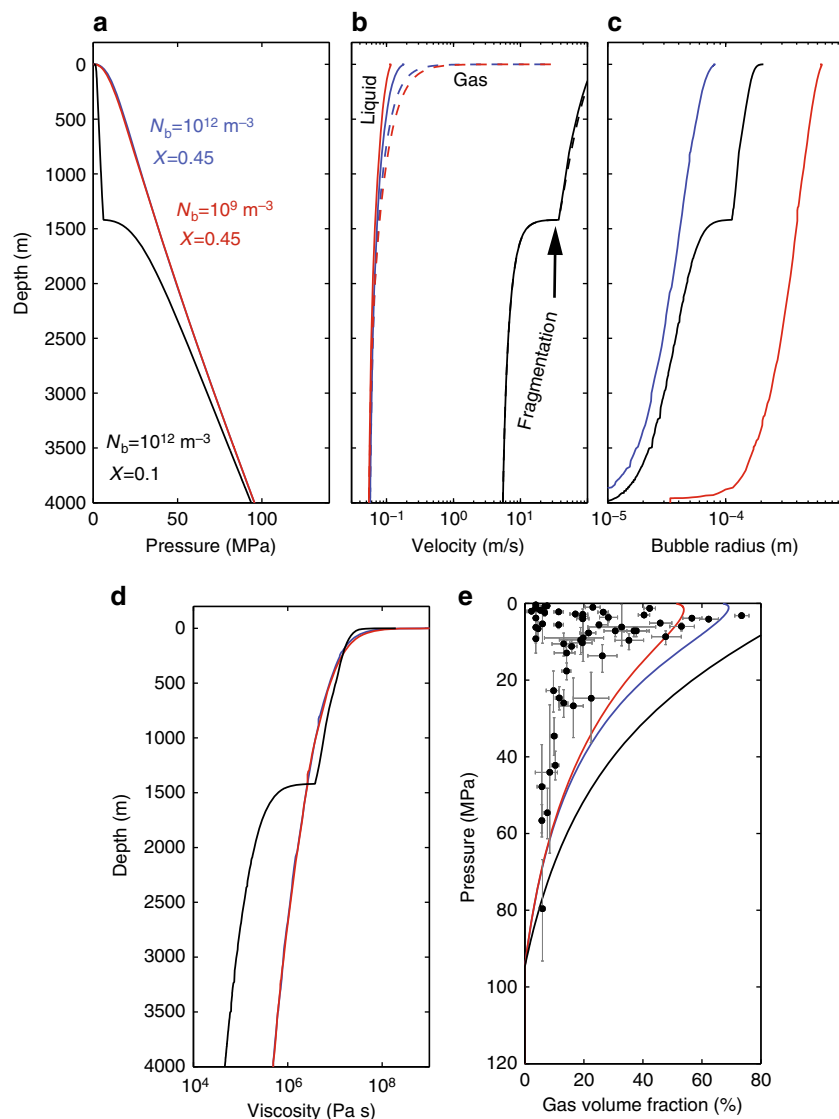 a
0
500
1000
1500
2000
2500
3000
3500
4000
Depth (m)
N_b=10^12 m^−3
X=0.45
N_b=10^9 m^−3
X=0.45
N_b=10^12 m^−3
X=0.1
0
50
100
Pressure (MPa)
b
Liquid
Gas
Fragmentation
10^−1
10^0
10^1
Velocity (m/s)
c
10^−5
10^−4
Bubble radius (m)
d
0
500
1000
1500
2000
2500
3000
3500
4000
Depth (m)
10^4
10^6
10^8
Viscosity (Pa s)
e
0
20
40
60
80
100
120
Pressure (MPa)
0
20
40
60
80
Gas volume fraction (%)